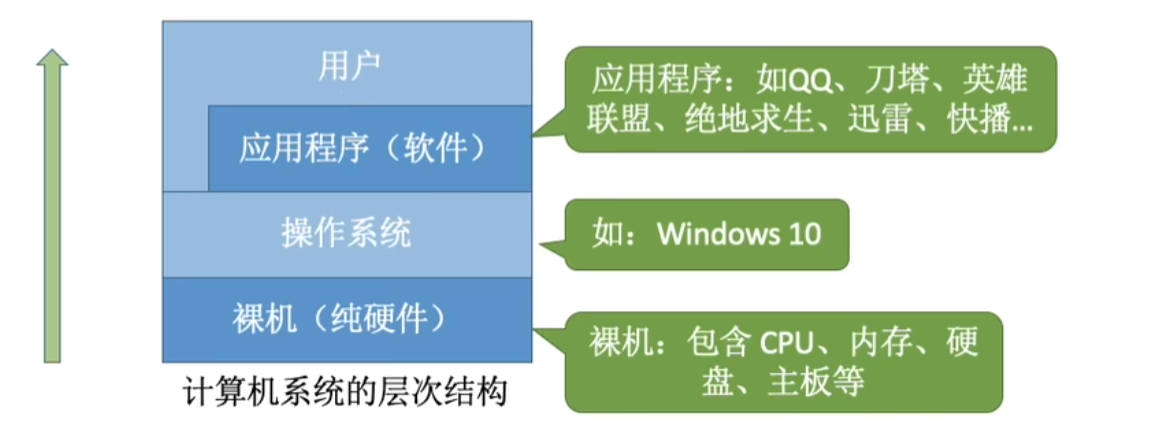 用户
应用程序（软件）
操作系统
裸机（纯硬件）
计算机系统的层次结构
应用程序：如QQ、刀塔、英雄
联盟、绝地求生、迅雷、快播...
如：Windows 10
裸机：包含 CPU、内存、硬
盘、主板等